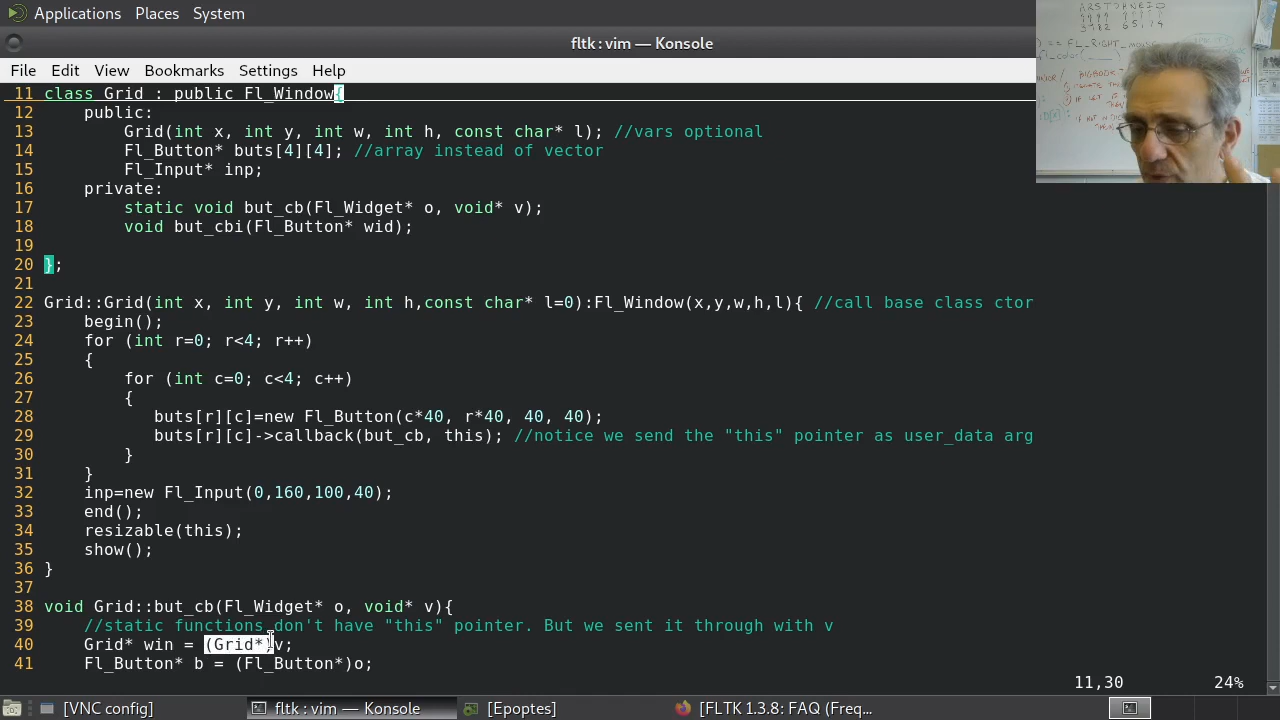 Applications Places System
fltk : vim — Konsole
File Edit View Bookmarks Settings Help
11 class Grid : public Fl_Window{
12 public:
13 Grid(int x, int y, int w, int h, const char* l); //vars optional
14 Fl_Button* buts[4][4]; //array instead of vector
15 Fl_Input* inp;
16 private:
17 static void but_cb(Fl_Widget* o, void* v);
18 void but_cbi(Fl_Button* wid);
19
20 };
21
22 Grid::Grid(int x, int y, int w, int h,const char* l=0):Fl_Window(x,y,w,h,l){ //call base class ctor
23 begin();
24 for (int r=0; r<4; r++)
25 {
26 for (int c=0; c<4; c++)
27 {
28 buts[r][c]=new Fl_Button(c*40, r*40, 40, 40);
29 buts[r][c]->callback(but_cb, this); //notice we send the "this" pointer as user_data arg
30 }
31 }
32 inp=new Fl_Input(0,160,100,40);
33 end();
34 resizable(this);
35 show();
36 }
37
38 void Grid::but_cb(Fl_Widget* o, void* v){
39 //static functions don't have "this" pointer. But we sent it through with v
40 Grid* win = (Grid*)v;
41 Fl_Button* b = (Fl_Button*)o;
11,30 24%
[VNC config] fltk : vim — Konsole [Epoptes] [FLTK 1.3.8: FAQ (Freq...
ARSTOHNEID
== FL_RIGHT_
fl_color(